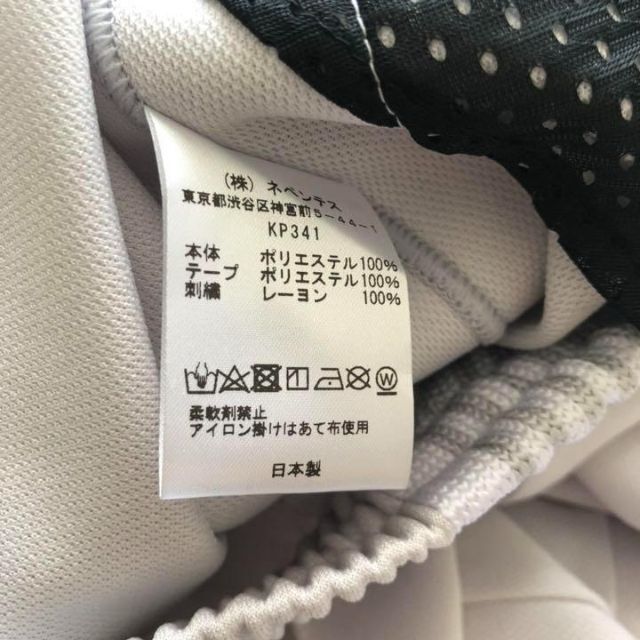 (株) ネペンテス
東京都渋谷区神宮前5-44-1
KP341
本体 ポリエステル100%
テープ ポリエステル100%
刺繍 レーヨン 100%
W
柔軟剤禁止
アイロン掛けはあて布使用
日本製